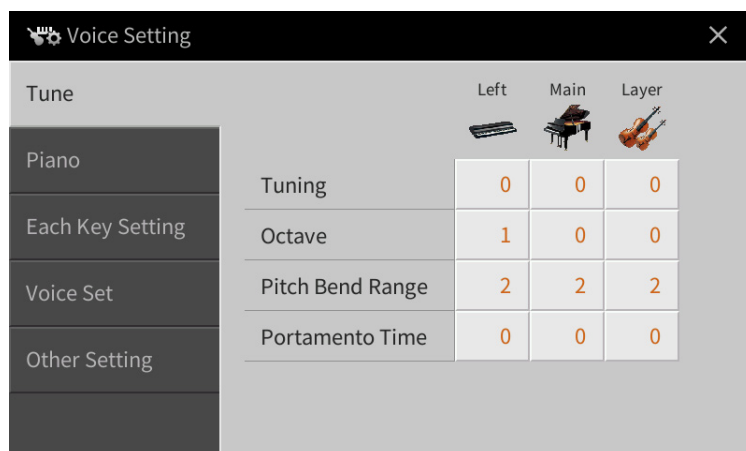 Voice Setting
Tune
Left Main Layer
Piano
Tuning 0 0 0
Each Key Setting
Octave 1 0 0
Voice Set
Pitch Bend Range 2 2 2
Portamento Time 0 0 0
Other Setting